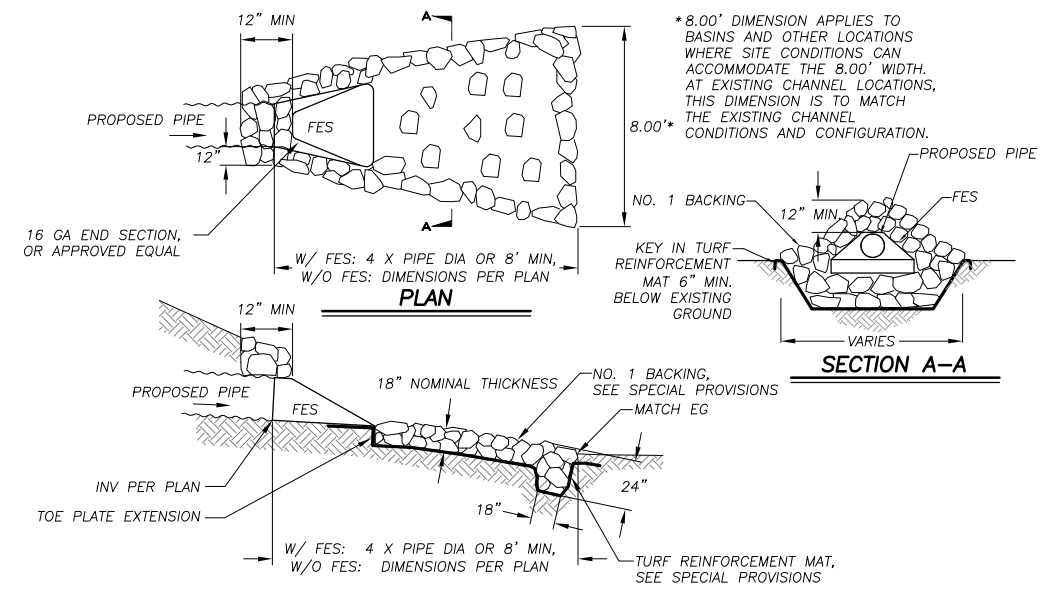 12" MIN
A
PROPOSED PIPE
12"
FES
8.00'*
A
16 GA END SECTION,
OR APPROVED EQUAL
W/ FES: 4 X PIPE DIA OR 8' MIN,
W/O FES: DIMENSIONS PER PLAN
PLAN
*8.00' DIMENSION APPLIES TO
BASINS AND OTHER LOCATIONS
WHERE SITE CONDITIONS CAN
ACCOMMODATE THE 8.00' WIDTH.
AT EXISTING CHANNEL LOCATIONS,
THIS DIMENSION IS TO MATCH
THE EXISTING CHANNEL
CONDITIONS AND CONFIGURATION.
PROPOSED PIPE
NO. 1 BACKING
12" MIN.
FES
KEY IN TURF
REINFORCEMENT
MAT 6" MIN.
BELOW EXISTING
GROUND
VARIES
SECTION A-A
12" MIN
PROPOSED PIPE
18" NOMINAL THICKNESS
NO. 1 BACKING,
SEE SPECIAL PROVISIONS
MATCH EG
FES
INV PER PLAN
TOE PLATE EXTENSION
18"
24"
W/ FES: 4 X PIPE DIA OR 8' MIN,
W/O FES: DIMENSIONS PER PLAN
TURF REINFORCEMENT MAT,
SEE SPECIAL PROVISIONS